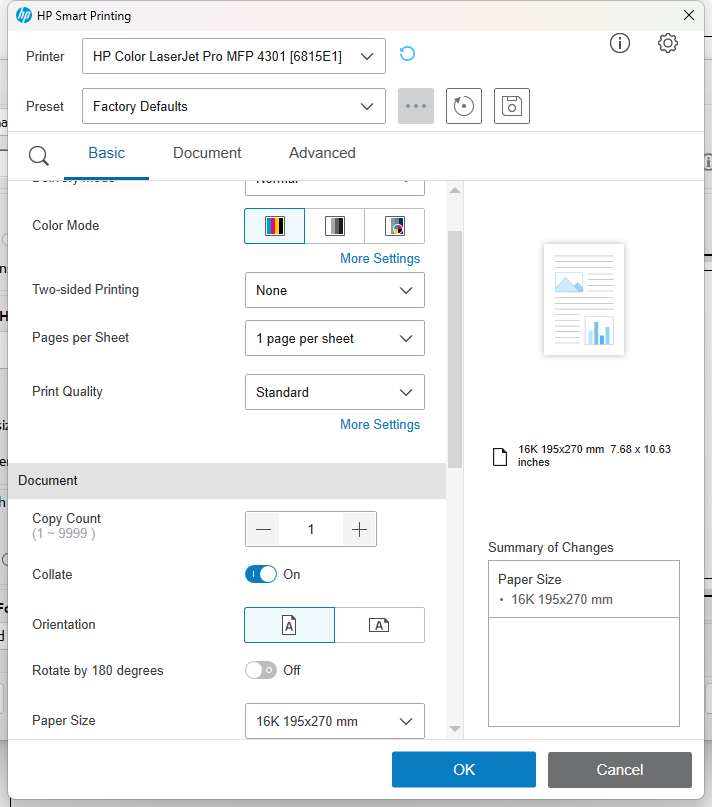 HP Smart Printing
Printer
HP Color LaserJet Pro MFP 4301 [6815E1]
Preset
Factory Defaults
Basic
Document
Advanced
Delivery Mode
Normal
Color Mode
More Settings
Two-sided Printing
None
Pages per Sheet
1 page per sheet
Print Quality
Standard
More Settings
16K 195x270 mm 7.68 x 10.63
inches
Document
Copy Count
(1 ~ 9999 )
1
Collate
On
Orientation
Rotate by 180 degrees
Off
Paper Size
16K 195x270 mm
Summary of Changes
Paper Size
• 16K 195x270 mm
OK
Cancel